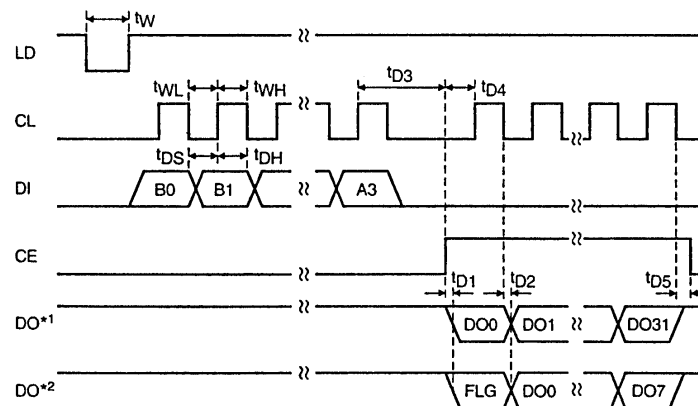 tW
LD
tWL tWH tD3 tD4
CL
tDS tDH
DI B0 B1 A3
CE
tD1 tD2 tD5
DO*1 DO0 DO1 DO31
DO*2 FLG DO0 DO7